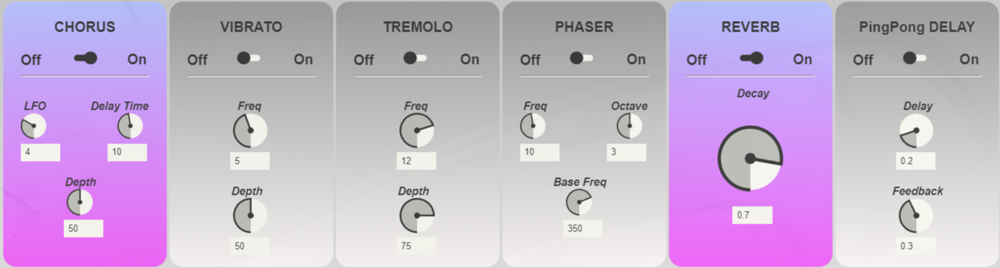 CHORUS
Off On
LFO Delay Time
4 10
Depth
50
VIBRATO
Off On
Freq
5
Depth
50
TREMOLO
Off On
Freq
12
Depth
75
PHASER
Off On
Freq Octave
10 3
Base Freq
350
REVERB
Off On
Decay
0.7
PingPong DELAY
Off On
Delay
0.2
Feedback
0.3